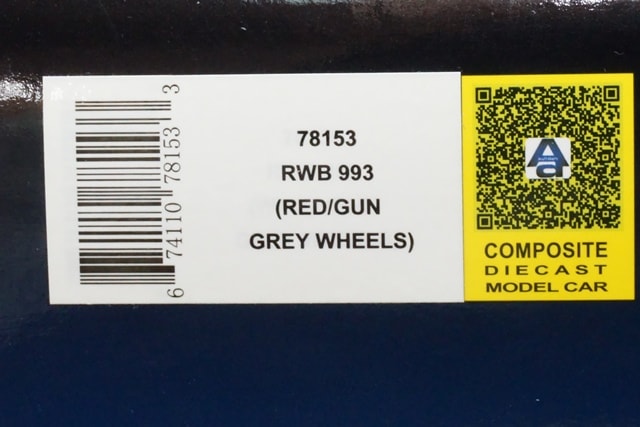 6 74110 78153 3
78153
RWB 993
(RED/GUN
GREY WHEELS)
COMPOSITE
DIECAST
MODEL CAR